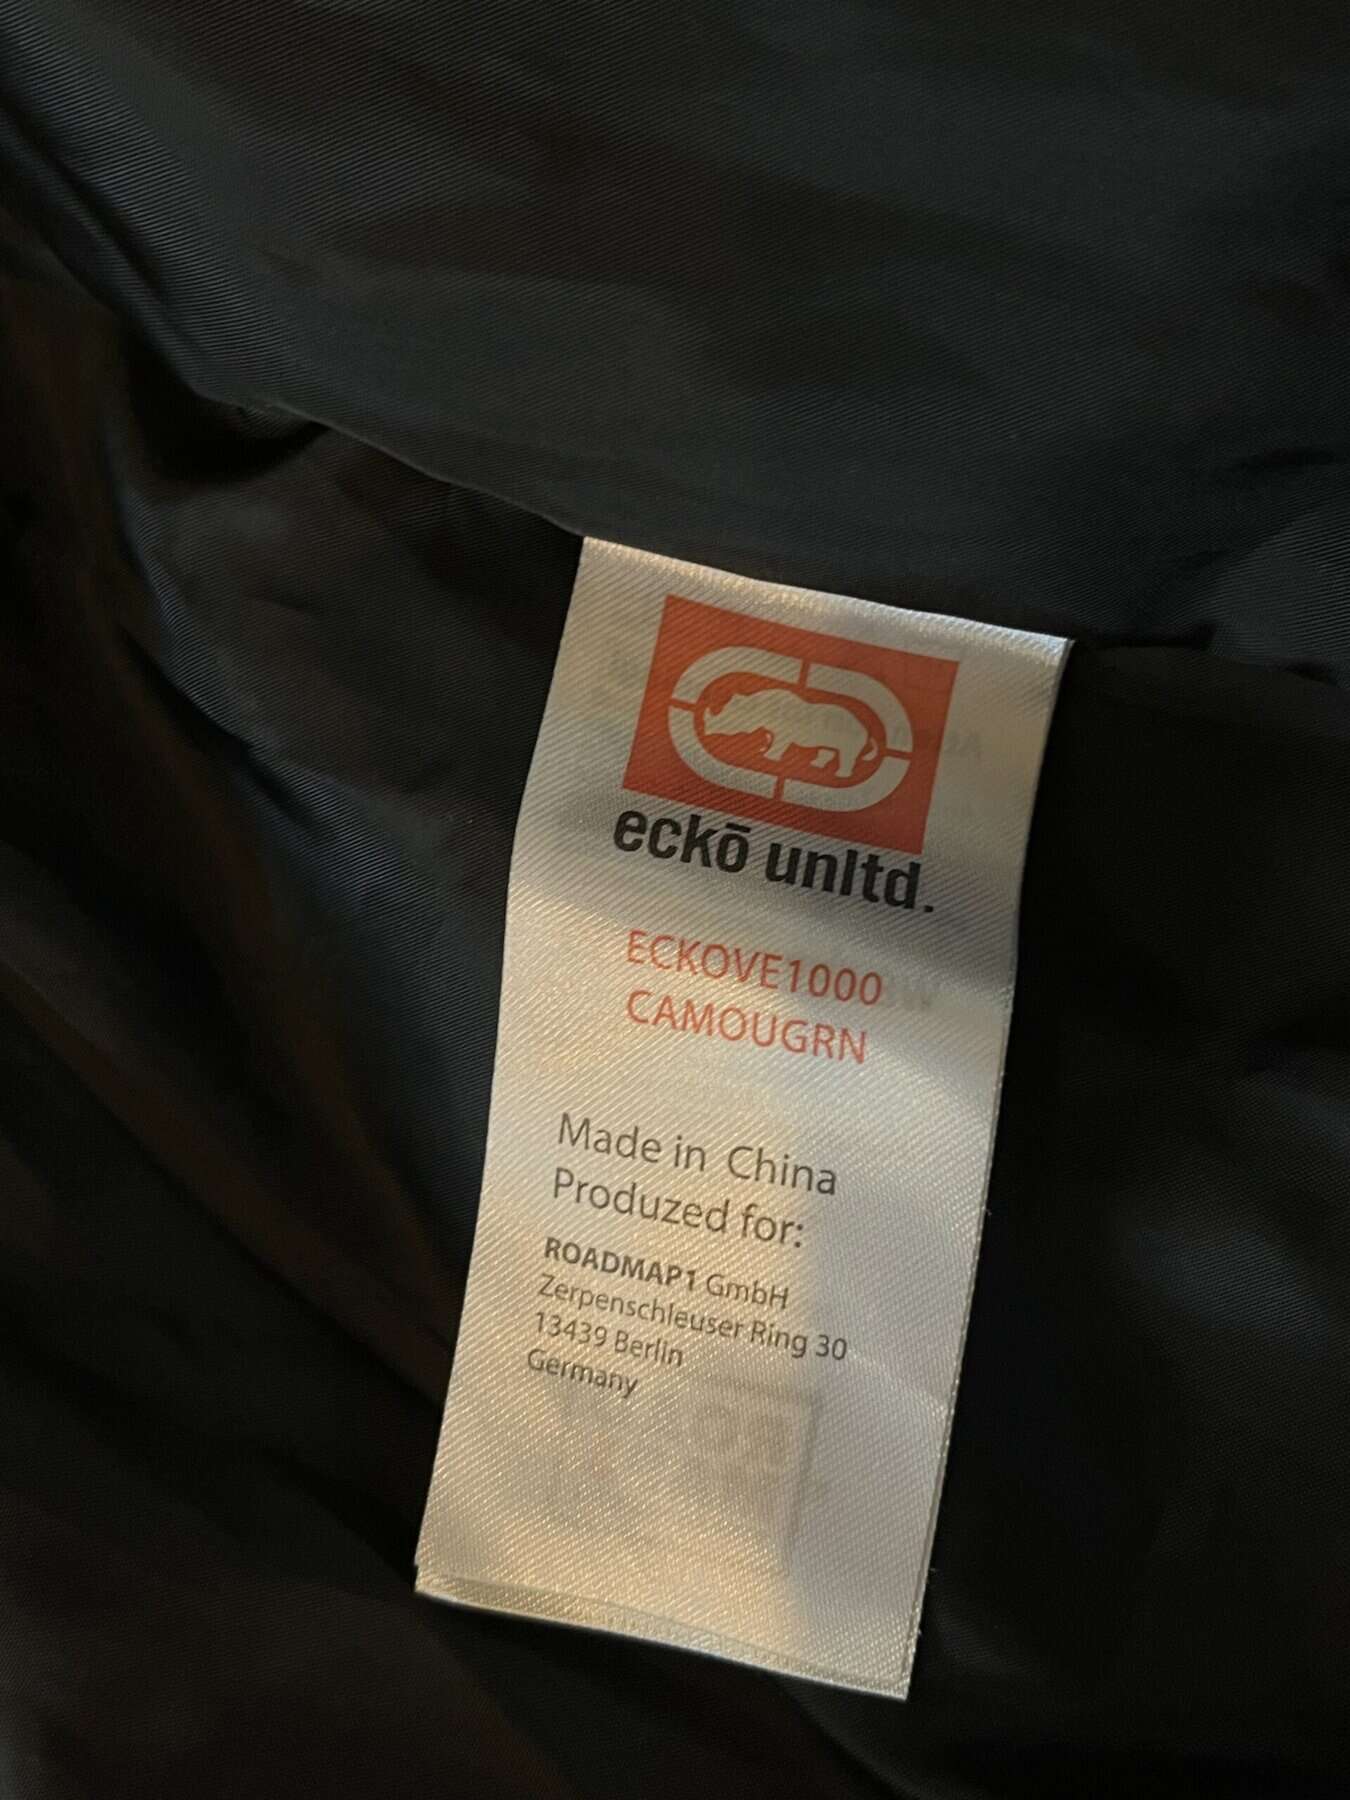 eckō unltd.
ECKOVE1000
CAMOUGRN
Made in China
Produzed for:
ROADMAP1 GmbH
Zerpenschleuser Ring 30
13439 Berlin
Germany